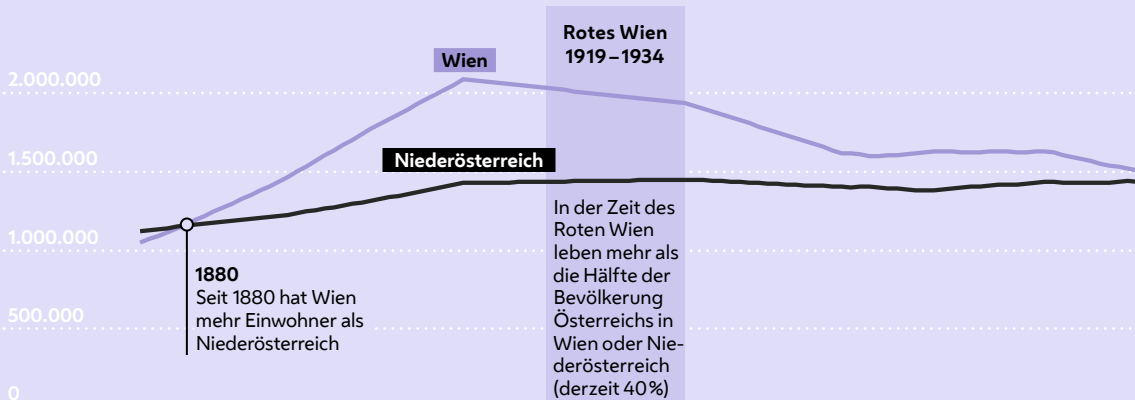 Rotes Wien
1919–1934
Wien
2.000.000
Niederösterreich
1.500.000
In der Zeit des
Roten Wien
leben mehr als
die Hälfte der
Bevölkerung
Österreichs in
Wien oder Nie-
derösterreich
(derzeit 40%)
1.000.000
1880
Seit 1880 hat Wien
mehr Einwohner als
Niederösterreich
500.000
0